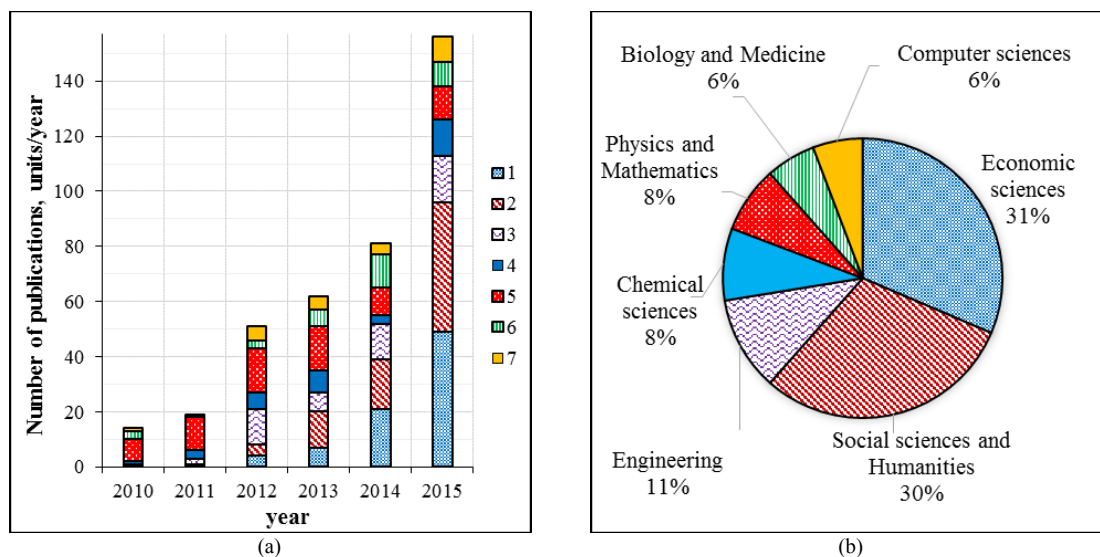 Number of publications, units/year
140
120
100
80
60
40
20
0
2010 2011 2012 2013 2014 2015
year
1
2
3
4
5
6
7
(a)
Biology and Medicine
6%
Computer sciences
6%
Physics and
Mathematics
8%
Economic
sciences
31%
Chemical
sciences
8%
Engineering
11%
Social sciences and
Humanities
30%
(b)